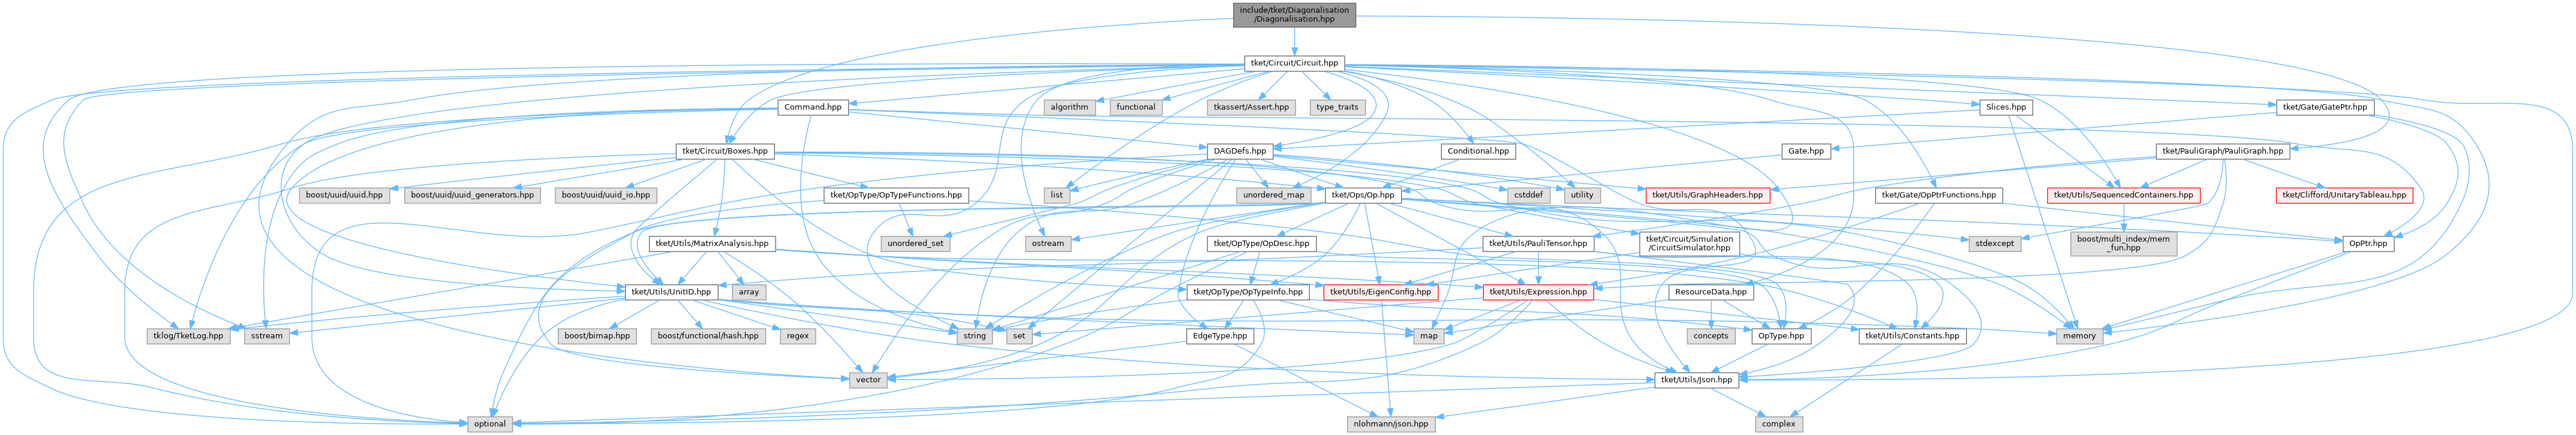 include/tket/Diagonalisation
/Diagonalisation.hpp
tket/Circuit/Circuit.hpp
Command.hpp
algorithm
functional
tkassert/Assert.hpp
type_traits
Slices.hpp
tket/Gate/GatePtr.hpp
tket/Circuit/Boxes.hpp
DAGDefs.hpp
Conditional.hpp
Gate.hpp
tket/PauliGraph/PauliGraph.hpp
boost/uuid/uuid.hpp
boost/uuid/uuid_generators.hpp
boost/uuid/uuid_io.hpp
tket/OpType/OpTypeFunctions.hpp
list
unordered_map
tket/Ops/Op.hpp
cstddef
utility
tket/Utils/GraphHeaders.hpp
tket/Gate/OpPtrFunctions.hpp
tket/Utils/SequencedContainers.hpp
tket/Clifford/UnitaryTableau.hpp
tket/Utils/MatrixAnalysis.hpp
unordered_set
ostream
tket/OpType/OpDesc.hpp
tket/Utils/PauliTensor.hpp
tket/Circuit/Simulation
/CircuitSimulator.hpp
stdexcept
boost/multi_index/mem
_fun.hpp
OpPtr.hpp
tket/Utils/UnitID.hpp
array
tket/OpType/OpTypeInfo.hpp
tket/Utils/EigenConfig.hpp
tket/Utils/Expression.hpp
ResourceData.hpp
tklog/TketLog.hpp
sstream
boost/bimap.hpp
boost/functional/hash.hpp
regex
string
set
EdgeType.hpp
map
concepts
OpType.hpp
tket/Utils/Constants.hpp
memory
vector
tket/Utils/Json.hpp
optional
nlohmann/json.hpp
complex